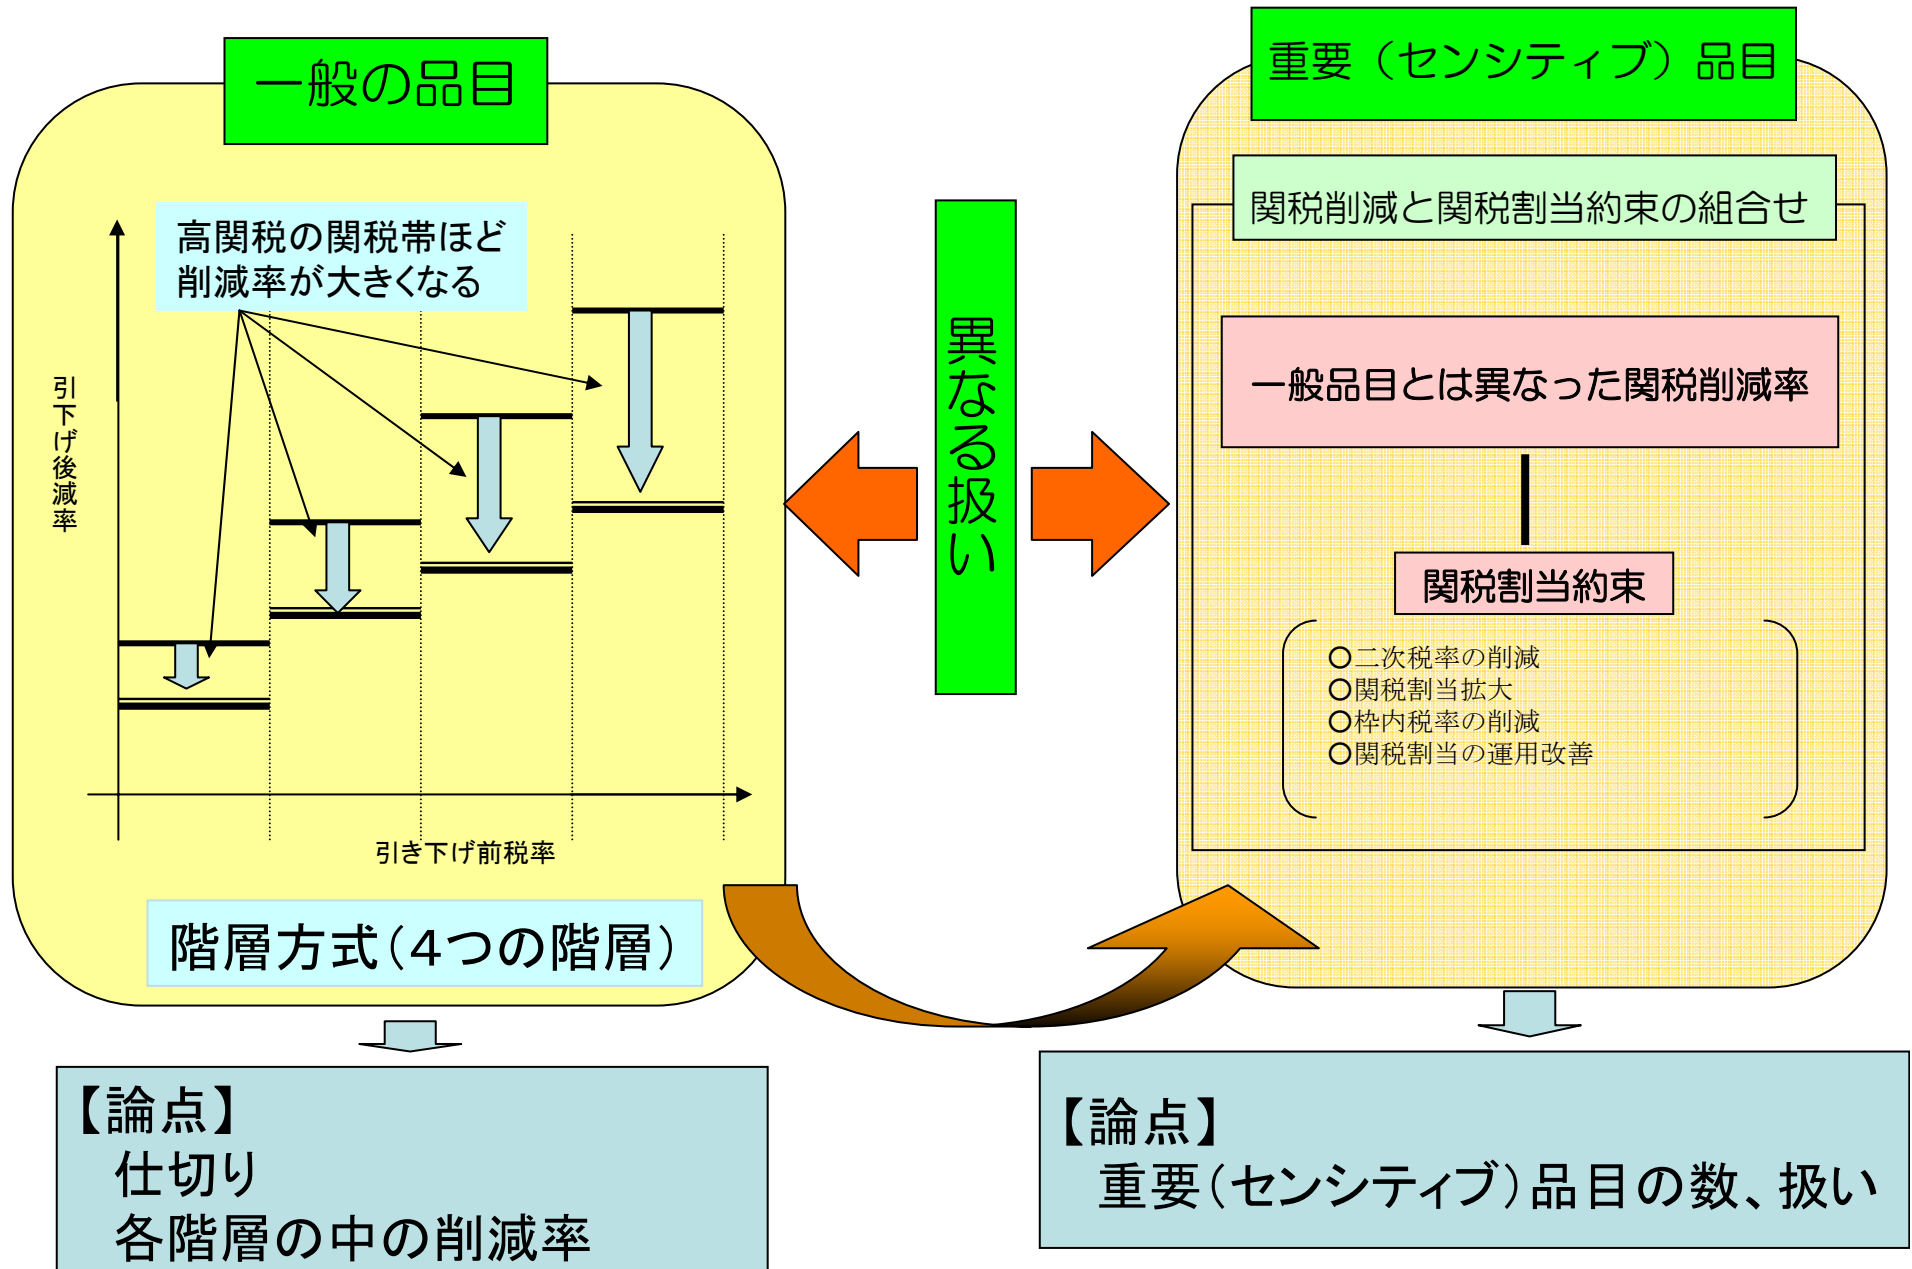 一般の品目
高関税の関税帯ほど
削減率が大きくなる
引下げ後減率
引き下げ前税率
階層方式(４つの階層)
【論点】
仕切り
各階層の中の削減率
異なる扱い
重要（センシティブ）品目
関税削減と関税割当約束の組合せ
一般品目とは異なった関税削減率
関税割当約束
○二次税率の削減
○関税割当拡大
○枠内税率の削減
○関税割当の運用改善
【論点】
重要(センシティブ)品目の数、扱い